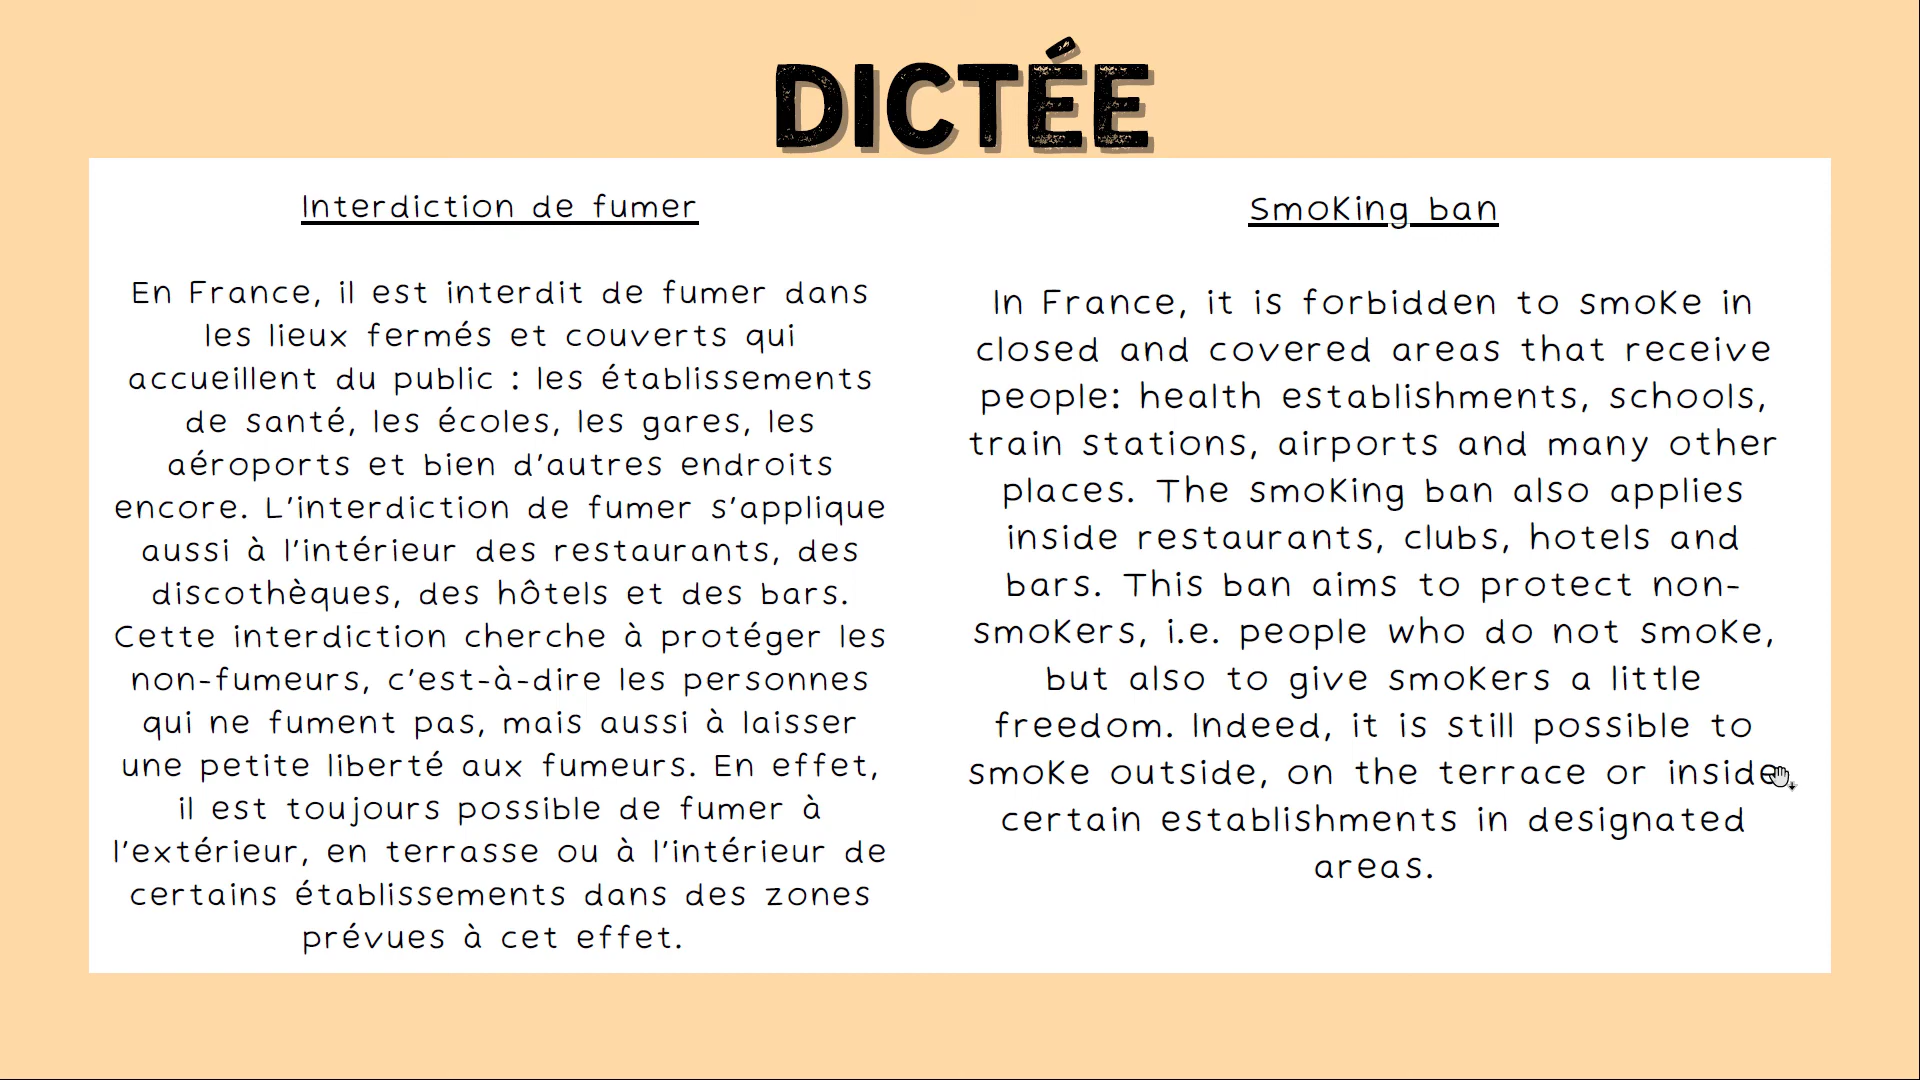 DICTÉE
Interdiction de fumer
En France, il est interdit de fumer dans
les lieux fermés et couverts qui
accueillent du public : les établissements
de santé, les écoles, les gares, les
aéroports et bien d'autres endroits
encore. L'interdiction de fumer s'applique
aussi à l'intérieur des restaurants, des
discothèques, des hôtels et des bars.
Cette interdiction cherche à protéger les
non-fumeurs, c'est-à-dire les personnes
qui ne fument pas, mais aussi à laisser
une petite liberté aux fumeurs. En effet,
il est toujours possible de fumer à
l'extérieur, en terrasse ou à l'intérieur de
certains établissements dans des zones
prévues à cet effet.
Smoking ban
In France, it is forbidden to smoke in
closed and covered areas that receive
people: health establishments, schools,
train stations, airports and many other
places. The smoking ban also applies
inside restaurants, clubs, hotels and
bars. This ban aims to protect non-
smokers, i.e. people who do not smoke,
but also to give smokers a little
freedom. Indeed, it is still possible to
smoke outside, on the terrace or inside
certain establishments in designated
areas.